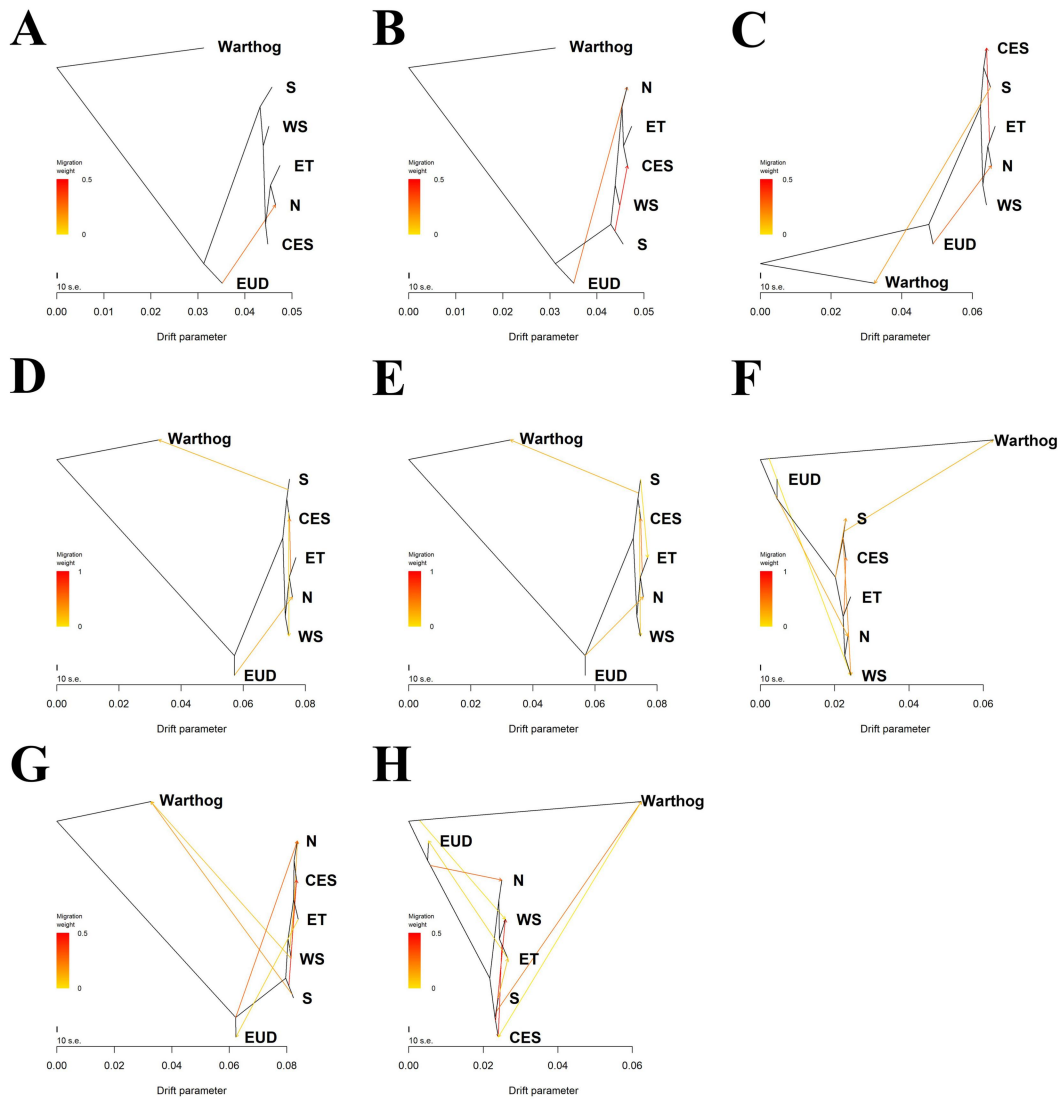 A
Warthog
S
WS
ET
N
CES
EUD
Migration
weight
0.5
0
10 s.e.
0.00 0.01 0.02 0.03 0.04 0.05
Drift parameter
B
Warthog
N
ET
CES
WS
S
EUD
Migration
weight
0.5
0
10 s.e.
0.00 0.01 0.02 0.03 0.04 0.05
Drift parameter
C
CES
S
ET
N
WS
EUD
Warthog
Migration
weight
0.5
0
10 s.e.
0.00 0.02 0.04 0.06
Drift parameter
D
Warthog
S
CES
ET
N
WS
EUD
Migration
weight
1
0
10 s.e.
0.00 0.02 0.04 0.06 0.08
Drift parameter
E
Warthog
S
CES
ET
N
WS
EUD
Migration
weight
1
0
10 s.e.
0.00 0.02 0.04 0.06 0.08
Drift parameter
F
Warthog
EUD
S
CES
ET
N
WS
Migration
weight
1
0
10 s.e.
0.00 0.02 0.04 0.06
Drift parameter
G
Warthog
N
CES
ET
WS
S
EUD
Migration
weight
0.5
0
10 s.e.
0.00 0.02 0.04 0.06 0.08
Drift parameter
H
Warthog
EUD
N
WS
ET
S
CES
Migration
weight
0.5
0
10 s.e.
0.00 0.02 0.04 0.06
Drift parameter